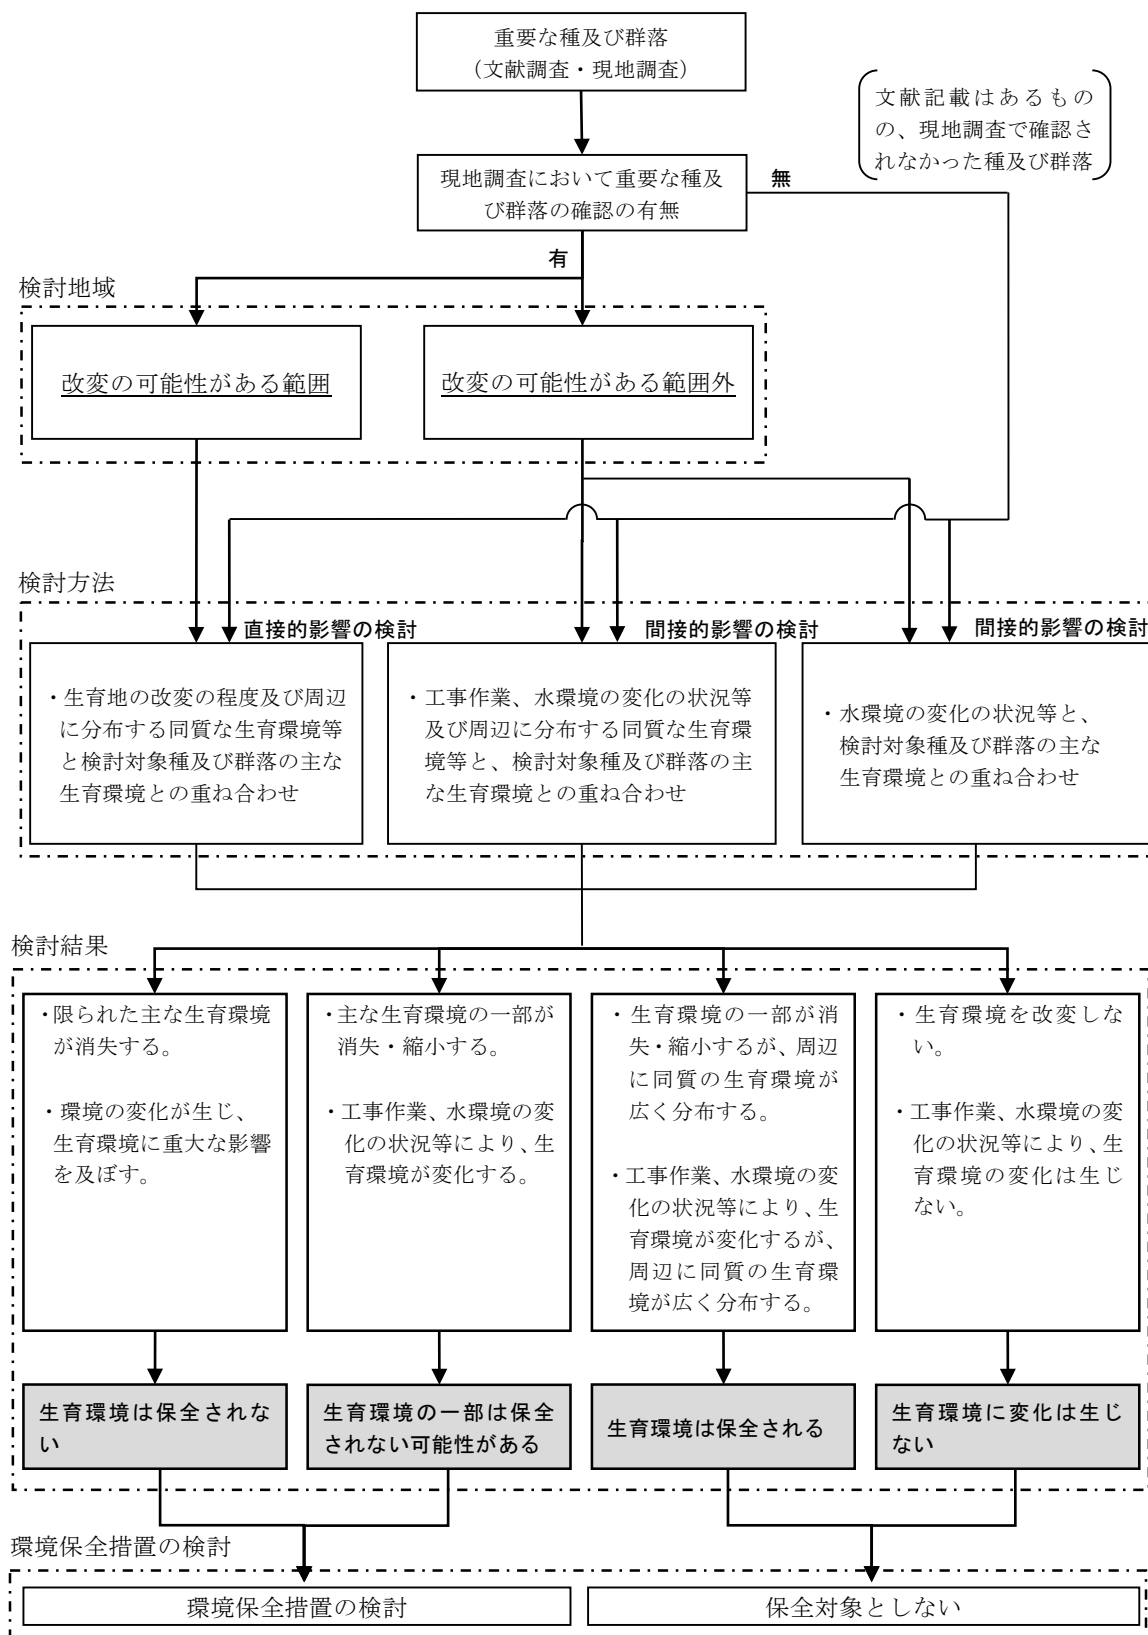 重要な種及び群落
（文献調査・現地調査）
文献記載はあるもの
の、現地調査で確認さ
れなかった種及び群落
現地調査において重要な種及
び群落の確認の有無
無
有
検討地域
改変の可能性がある範囲
改変の可能性がある範囲外
検討方法
直接的影響の検討
間接的影響の検討
間接的影響の検討
・生育地の改変の程度及び周辺
に分布する同質な生育環境等
と検討対象種及び群落の主な
生育環境との重ね合わせ
・工事作業、水環境の変化の状況等
及び周辺に分布する同質な生育環
境等と、検討対象種及び群落の主
な生育環境との重ね合わせ
・水環境の変化の状況等と、
検討対象種及び群落の主な
生育環境との重ね合わせ
検討結果
・限られた主な生育環境
が消失する。
・環境の変化が生じ、
生育環境に重大な影響
を及ぼす。
・主な生育環境の一部が
消失・縮小する。
・工事作業、水環境の変
化の状況等により、生
育環境が変化する。
・生育環境の一部が消
失・縮小するが、周辺
に同質の生育環境が
広く分布する。
・工事作業、水環境の変
化の状況等により、生
育環境が変化するが、
周辺に同質の生育環
境が広く分布する。
・生育環境を改変しな
い。
・工事作業、水環境の変
化の状況等により、生
育環境の変化は生じ
ない。
生育環境は保全されな
い
生育環境の一部は保全
されない可能性がある
生育環境は保全される
生育環境に変化は生じ
ない
環境保全措置の検討
環境保全措置の検討
保全対象としない